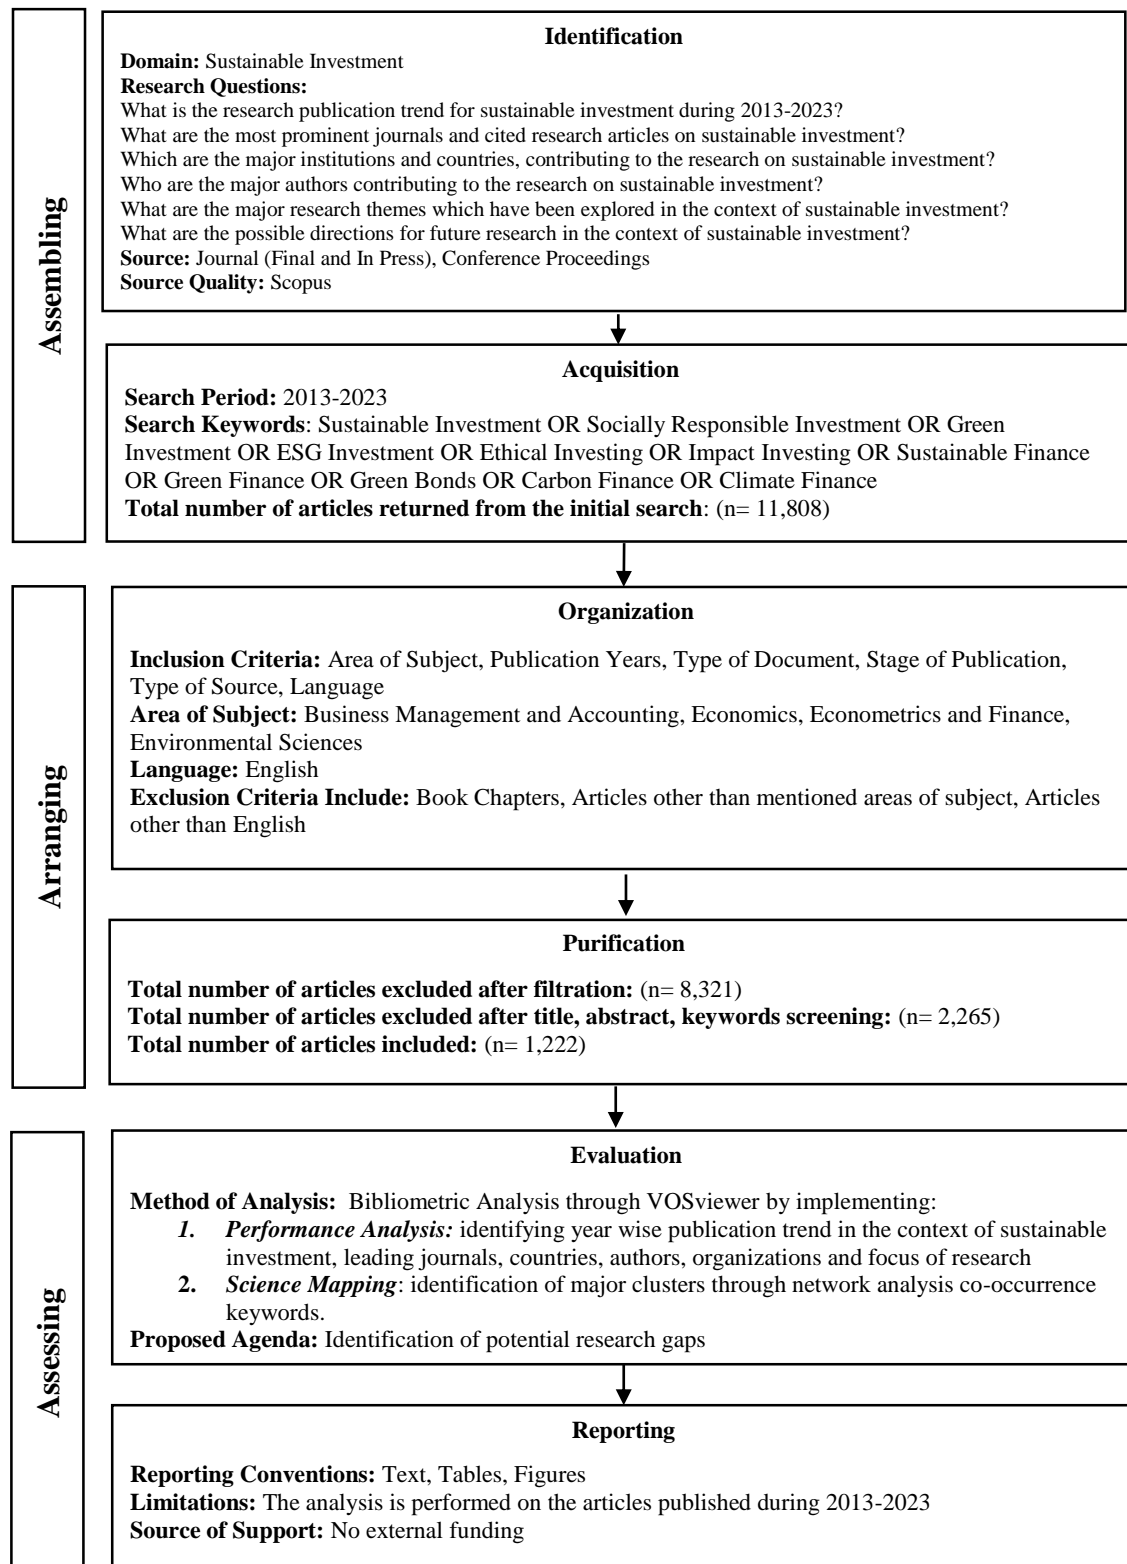 Assembling
Identification
Domain: Sustainable Investment
Research Questions:
What is the research publication trend for sustainable investment during 2013-2023?
What are the most prominent journals and cited research articles on sustainable investment?
Which are the major institutions and countries, contributing to the research on sustainable investment?
Who are the major authors contributing to the research on sustainable investment?
What are the major research themes which have been explored in the context of sustainable investment?
What are the possible directions for future research in the context of sustainable investment?
Source: Journal (Final and In Press), Conference Proceedings
Source Quality: Scopus
Acquisition
Search Period: 2013-2023
Search Keywords: Sustainable Investment OR Socially Responsible Investment OR Green
Investment OR ESG Investment OR Ethical Investing OR Impact Investing OR Sustainable Finance
OR Green Finance OR Green Bonds OR Carbon Finance OR Climate Finance
Total number of articles returned from the initial search: (n= 11,808)
Arranging
Organization
Inclusion Criteria: Area of Subject, Publication Years, Type of Document, Stage of Publication,
Type of Source, Language
Area of Subject: Business Management and Accounting, Economics, Econometrics and Finance,
Environmental Sciences
Language: English
Exclusion Criteria Include: Book Chapters, Articles other than mentioned areas of subject, Articles
other than English
Purification
Total number of articles excluded after filtration: (n= 8,321)
Total number of articles excluded after title, abstract, keywords screening: (n= 2,265)
Total number of articles included: (n= 1,222)
Assessing
Evaluation
Method of Analysis: Bibliometric Analysis through VOSviewer by implementing:
1. Performance Analysis: identifying year wise publication trend in the context of sustainable
investment, leading journals, countries, authors, organizations and focus of research
2. Science Mapping: identification of major clusters through network analysis co-occurrence
keywords.
Proposed Agenda: Identification of potential research gaps
Reporting
Reporting Conventions: Text, Tables, Figures
Limitations: The analysis is performed on the articles published during 2013-2023
Source of Support: No external funding